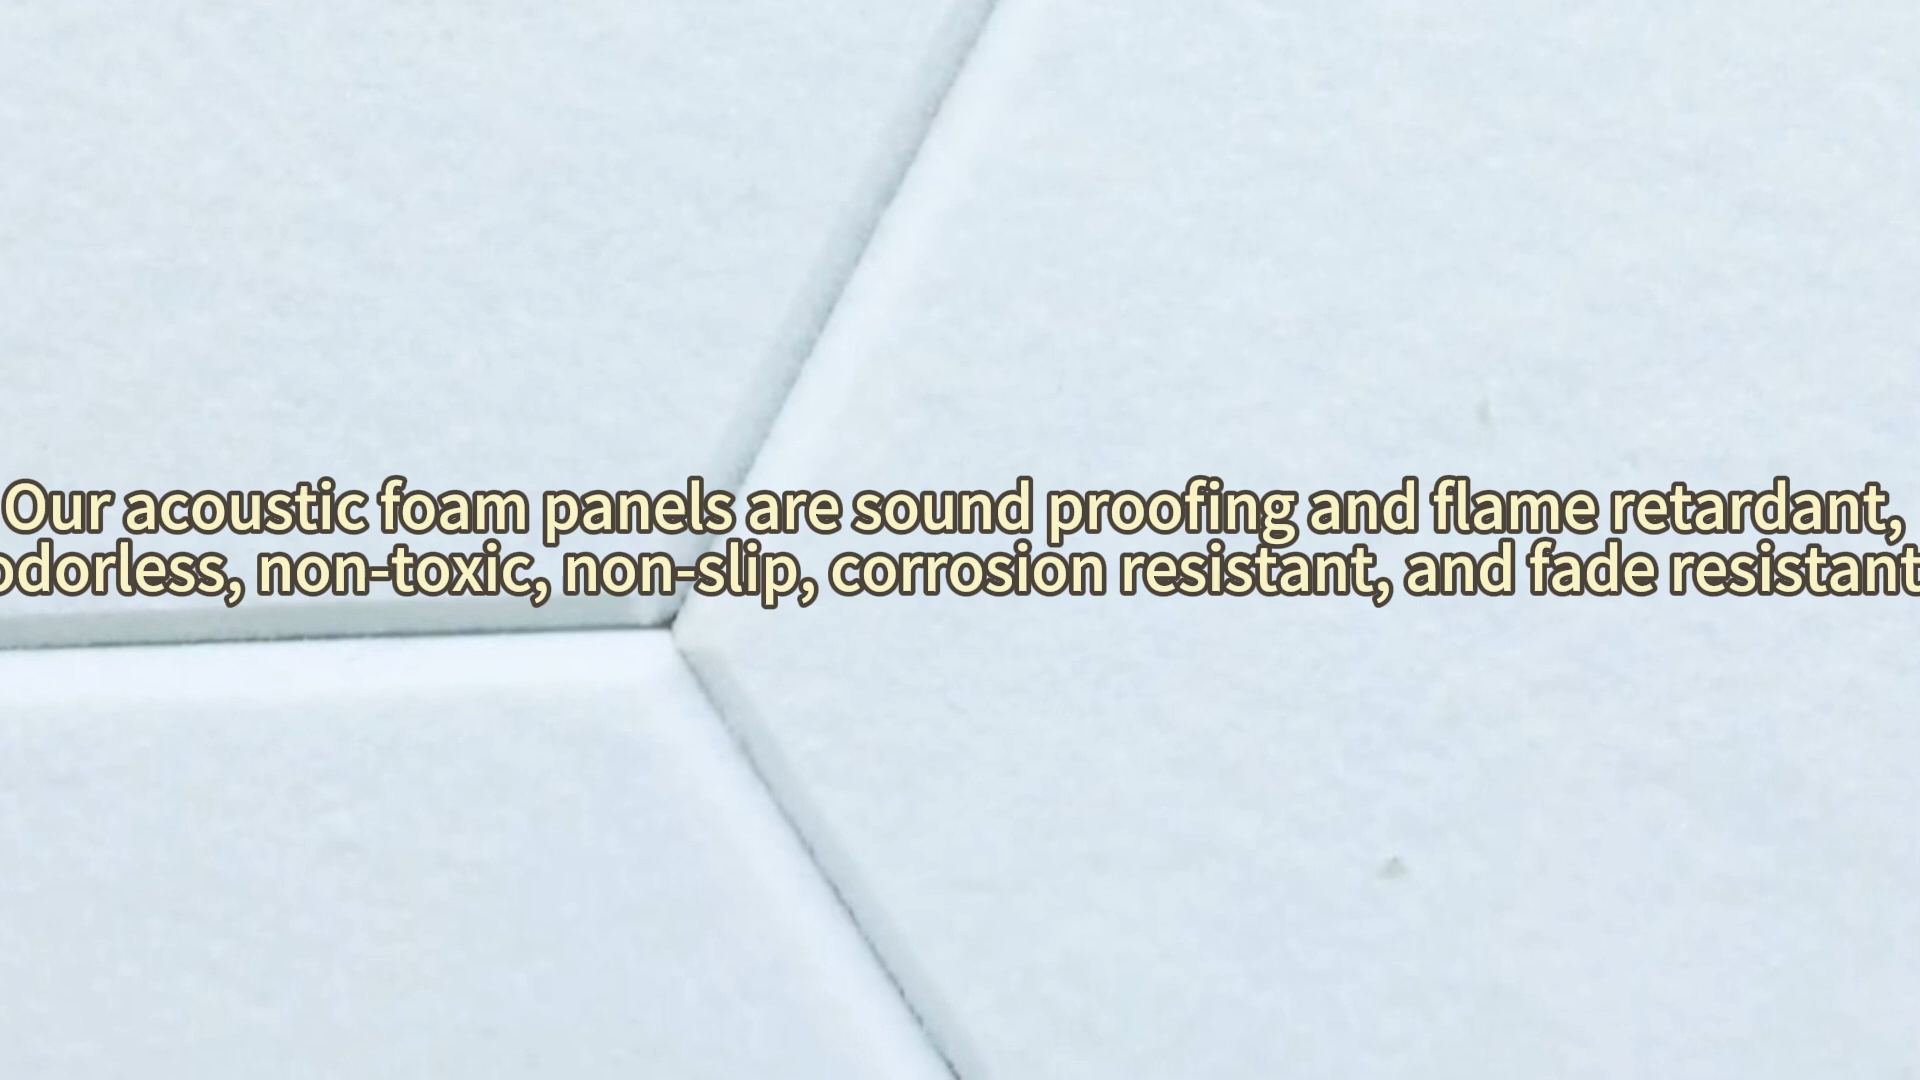 Our acoustic foam panels are sound proofing and flame retardant,
odorless, non-toxic, non-slip, corrosion resistant, and fade resistant